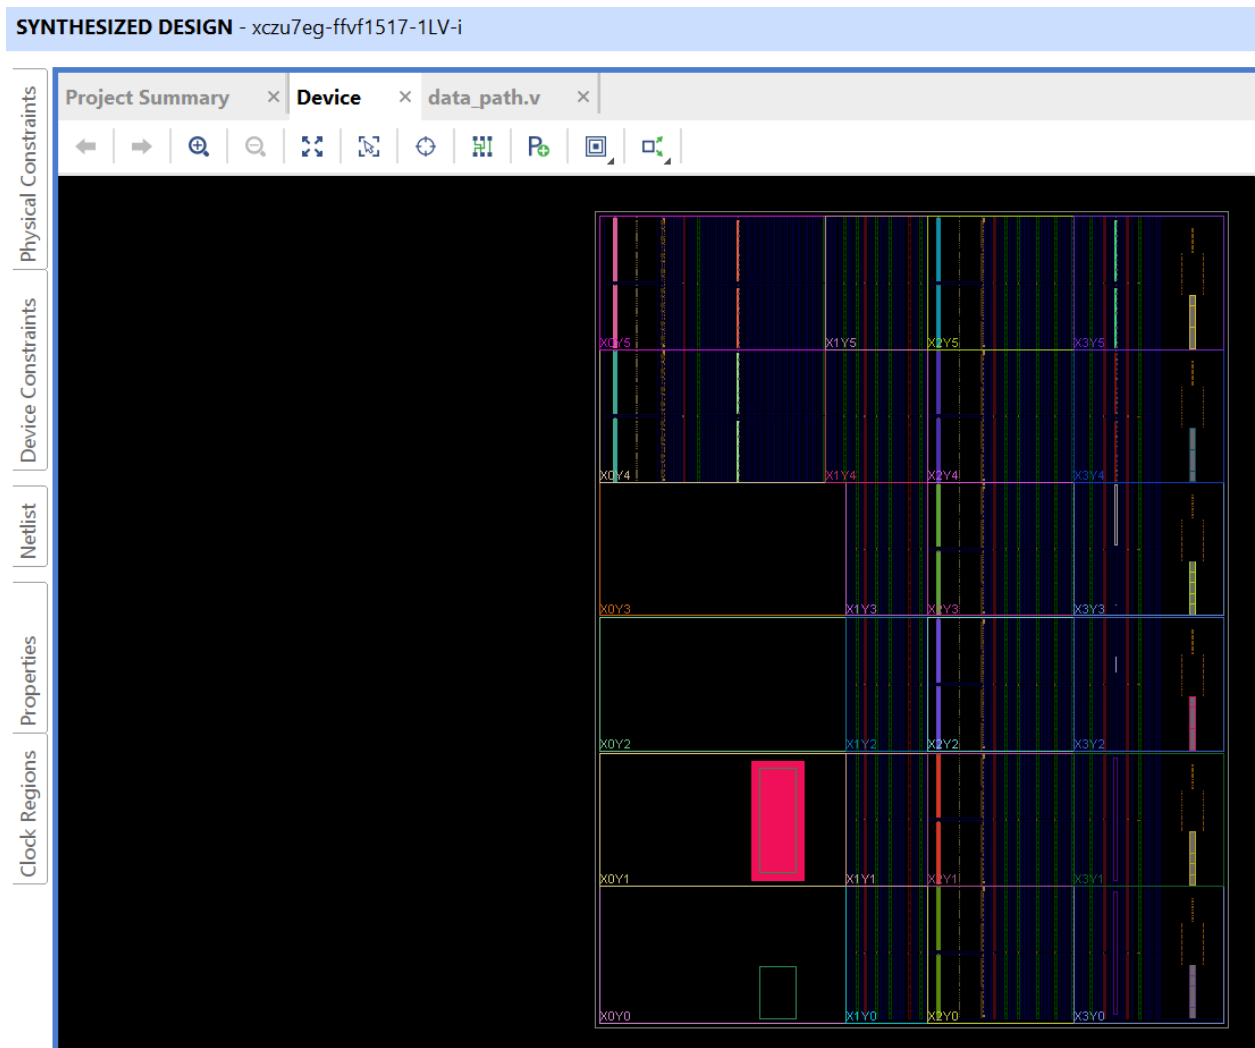 SYNTHESIZED DESIGN - xczu7eg-ffvf1517-1LV-i
Physical Constraints
Device Constraints
Netlist
Properties
Clock Regions
Project Summary × Device × data_path.v ×
X0Y5 X1Y5 X2Y5 X3Y5
X0Y4 X1Y4 X2Y4 X3Y4
X0Y3 X1Y3 X2Y3 X3Y3
X0Y2 X1Y2 X2Y2 X3Y2
X0Y1 X1Y1 X2Y1 X3Y1
X0Y0 X1Y0 X2Y0 X3Y0